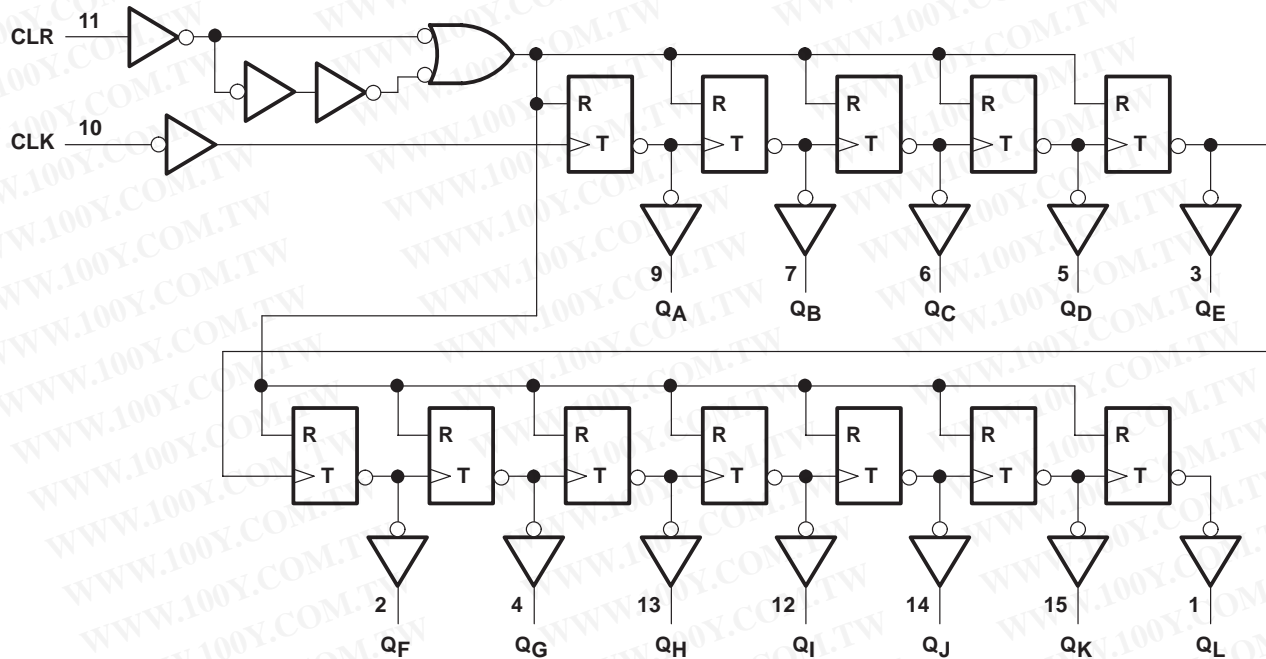 CLR 11
CLK 10
R R R R R
T T T T T
9 7 6 5 3
QA QB QC QD QE
R R R R R R R
T T T T T T T
2 4 13 12 14 15 1
QF QG QH QI QJ QK QL
WWW.100Y.COM.TW